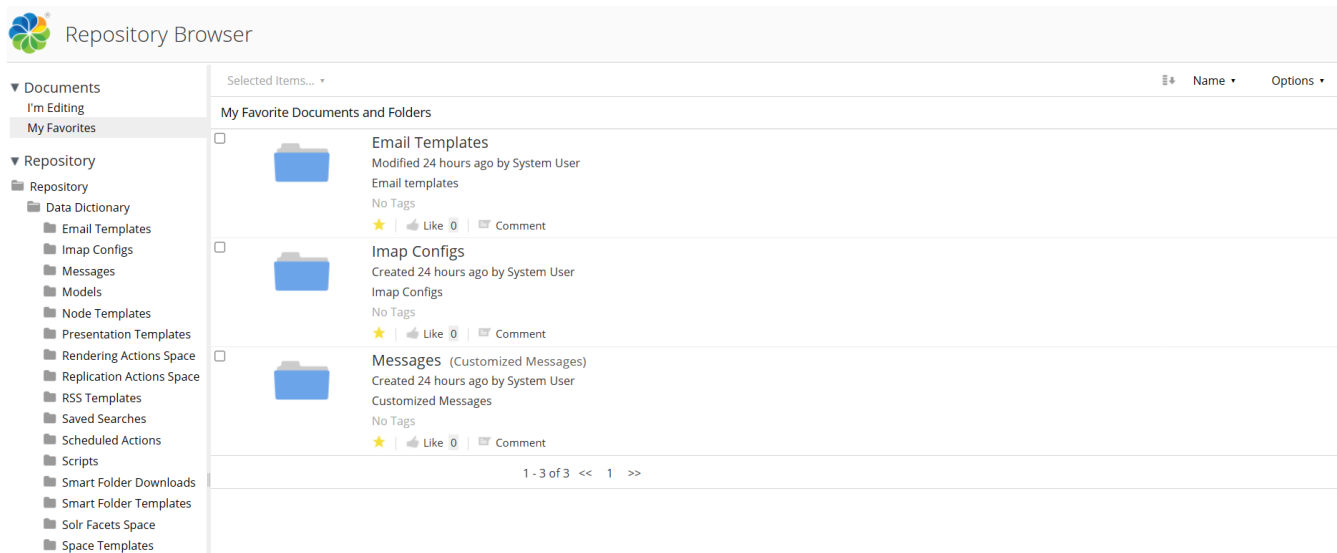 Repository Browser
Documents
I'm Editing
My Favorites
Repository
Repository
Data Dictionary
Email Templates
Imap Configs
Messages
Models
Node Templates
Presentation Templates
Rendering Actions Space
Replication Actions Space
RSS Templates
Saved Searches
Scheduled Actions
Scripts
Smart Folder Downloads
Smart Folder Templates
Solr Facets Space
Space Templates
Selected Items... Name Options
My Favorite Documents and Folders
Email Templates
Modified 24 hours ago by System User
Email templates
No Tags
Like 0 Comment
Imap Configs
Created 24 hours ago by System User
Imap Configs
No Tags
Like 0 Comment
Messages (Customized Messages)
Created 24 hours ago by System User
Customized Messages
No Tags
Like 0 Comment
1 - 3 of 3 << 1 >>